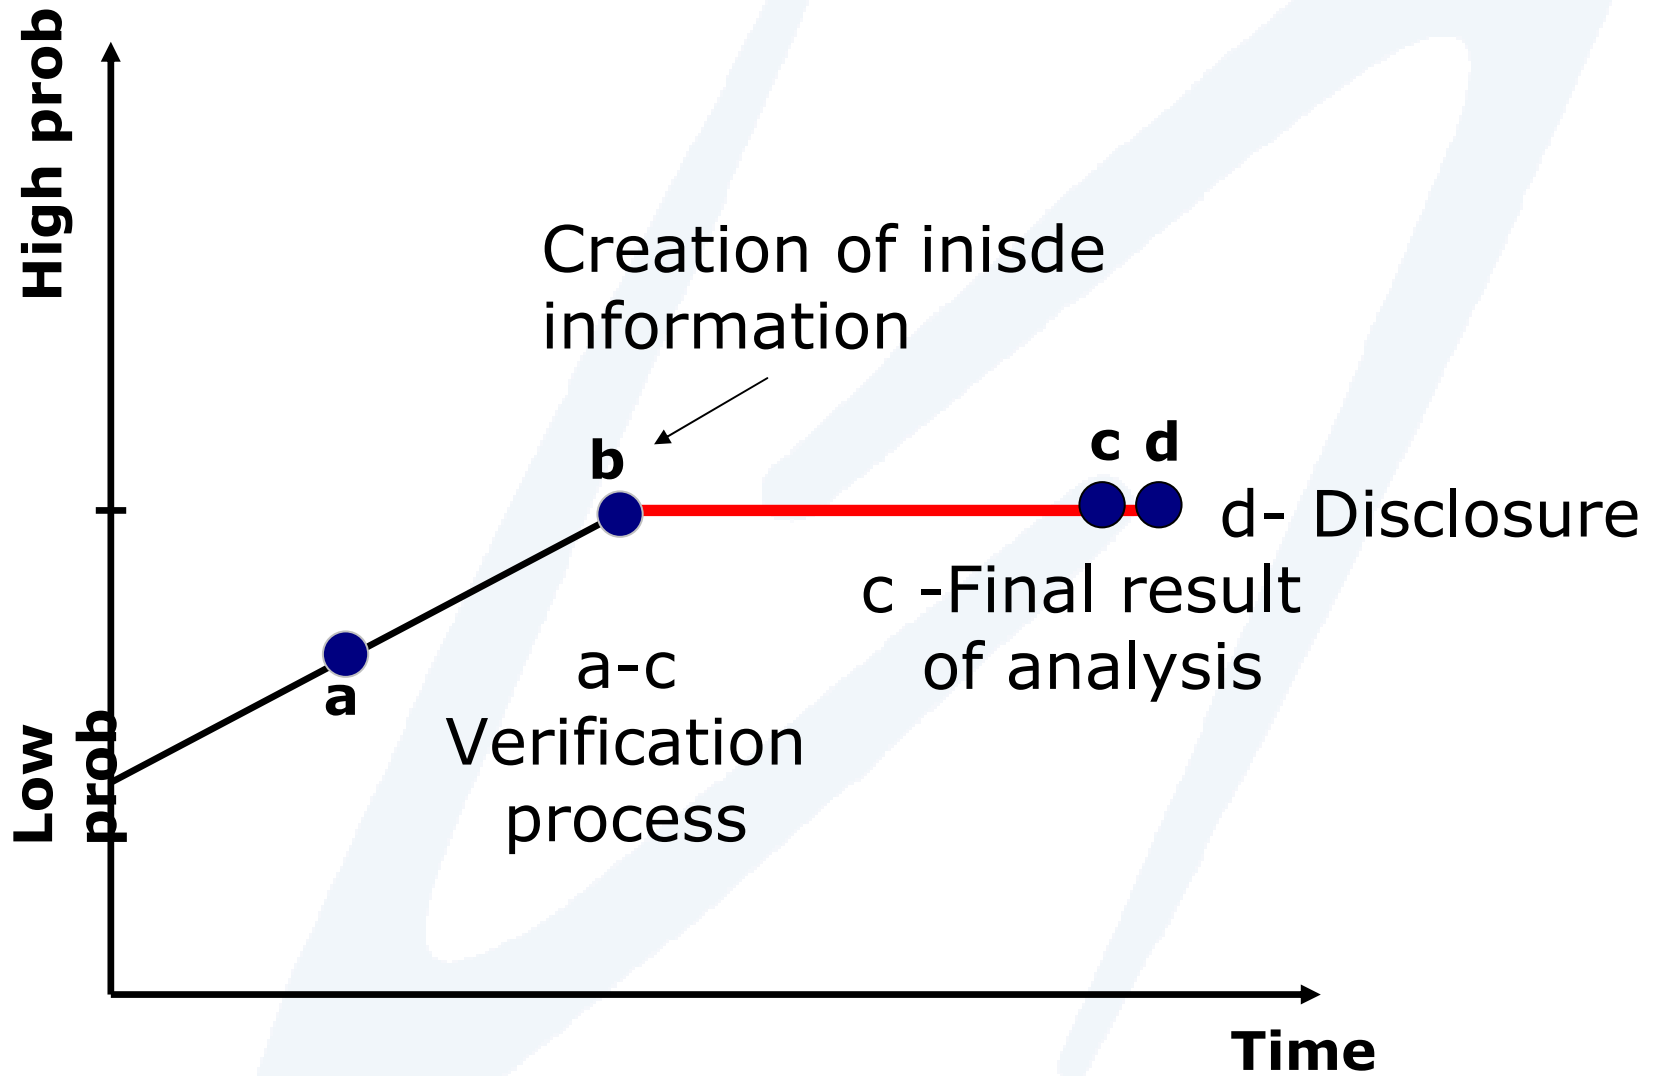 High prob
Creation of inisde
information
b
c d
d- Disclosure
c -Final result
of analysis
a
a-c
Verification
process
Low
prob
Time